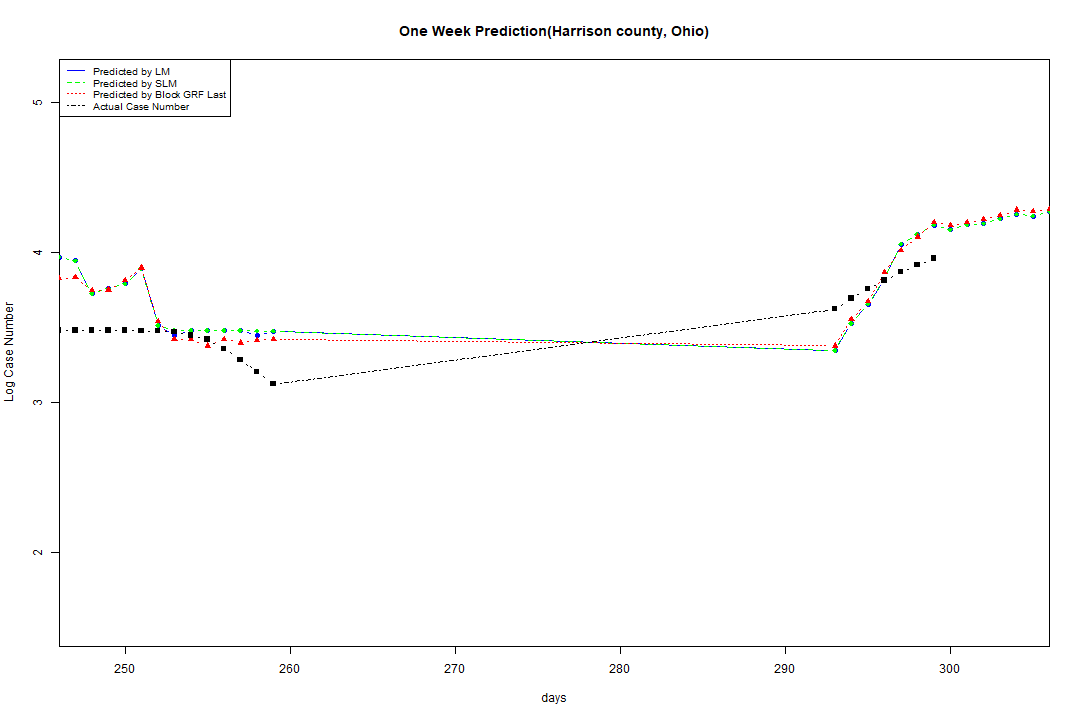 One Week Prediction(Harrison county, Ohio)
Predicted by LM
Predicted by SLM
Predicted by Block GRF Last
Actual Case Number
5
4
3
2
Log Case Number
250
260
270
280
290
300
days